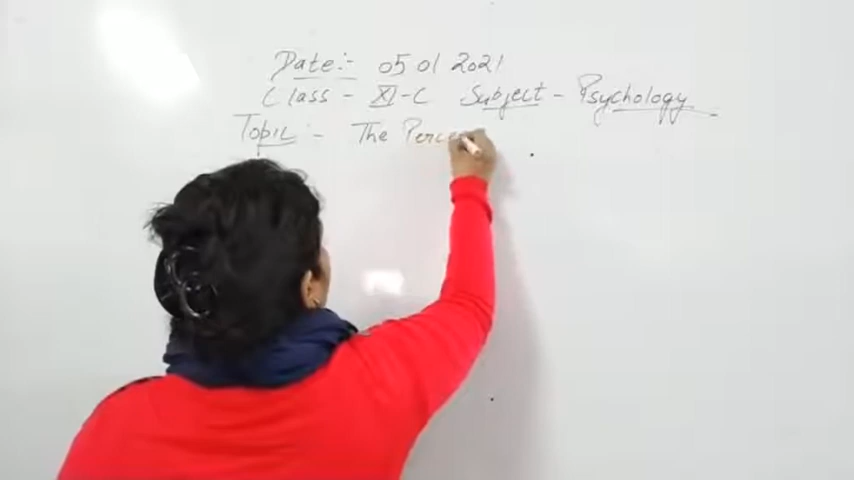 Date:- 05 01 2021
Class - XI-C Subject - Psychology
Topic :- The Perce